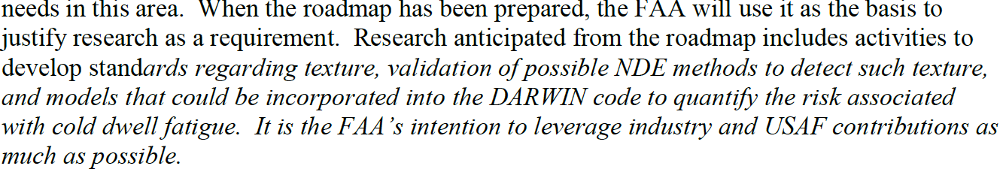 needs in this area.  When the roadmap has been prepared, the FAA will use it as the basis to
justify research as a requirement.  Research anticipated from the roadmap includes activities to
develop standards regarding texture, validation of possible NDE methods to detect such texture,
and models that could be incorporated into the DARWIN code to quantify the risk associated
with cold dwell fatigue.  It is the FAA’s intention to leverage industry and USAF contributions as
much as possible.